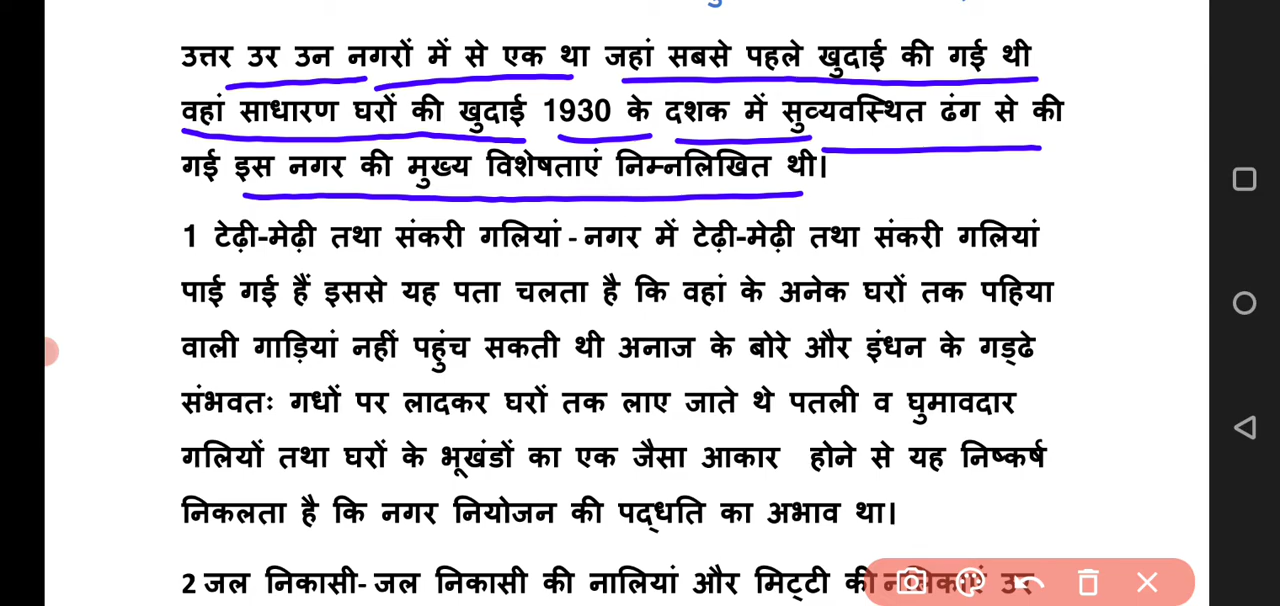 उत्तर उर उन नगरों में से एक था जहां सबसे पहले खुदाई की गई थी
वहां साधारण घरों की खुदाई 1930 के दशक में सुव्यवस्थित ढंग से की
गई इस नगर की मुख्य विशेषताएं निम्नलिखित थी।
1 टेढ़ी-मेढ़ी तथा संकरी गलियां - नगर में टेढ़ी-मेढ़ी तथा संकरी गलियां
पाई गई हैं इससे यह पता चलता है कि वहां के अनेक घरों तक पहिया
वाली गाड़ियां नहीं पहुंच सकती थी अनाज के बोरे और इंधन के गड्ढे
संभवतः गधों पर लादकर घरों तक लाए जाते थे पतली व घुमावदार
गलियों तथा घरों के भूखंडों का एक जैसा आकार होने से यह निष्कर्ष
निकलता है कि नगर नियोजन की पद्धति का अभाव था।
2 जल निकासी- जल निकासी की नालियां और मिट्टी की उर